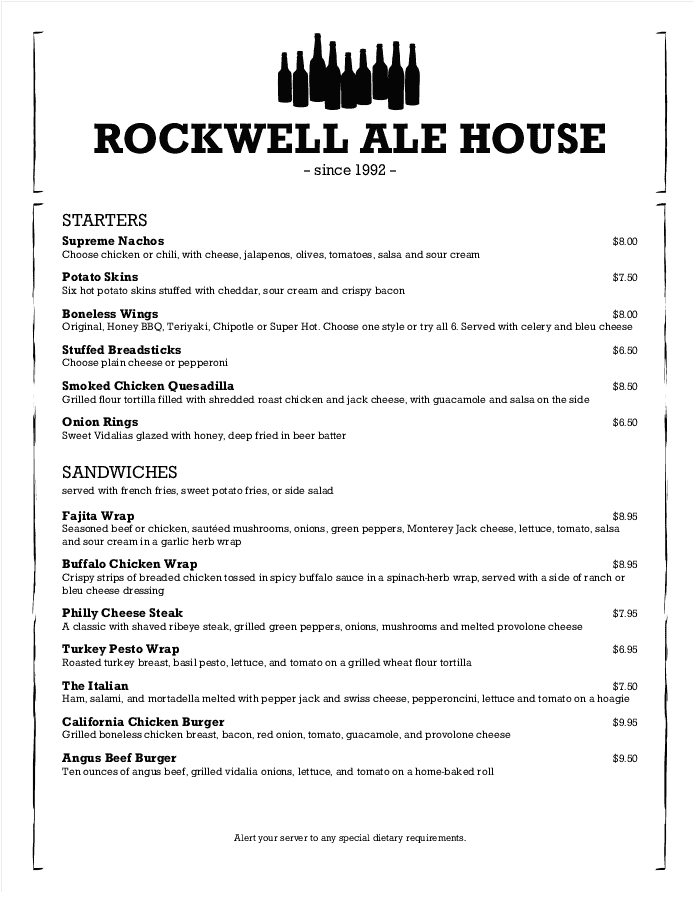 ROCKWELL ALE HOUSE
– since 1992 –
STARTERS
Supreme Nachos $8.00
Choose chicken or chili, with cheese, jalapenos, olives, tomatoes, salsa and sour cream
Potato Skins $7.50
Six hot potato skins stuffed with cheddar, sour cream and crispy bacon
Boneless Wings $8.00
Original, Honey BBQ, Teriyaki, Chipotle or Super Hot. Choose one style or try all 6. Served with celery and bleu cheese
Stuffed Breadsticks $6.50
Choose plain cheese or pepperoni
Smoked Chicken Quesadilla $8.50
Grilled flour tortilla filled with shredded roast chicken and jack cheese, with guacamole and salsa on the side
Onion Rings $6.50
Sweet Vidalias glazed with honey, deep fried in beer batter
SANDWICHES
served with french fries, sweet potato fries, or side salad
Fajita Wrap $8.95
Seasoned beef or chicken, sautéed mushrooms, onions, green peppers, Monterey Jack cheese, lettuce, tomato, salsa
and sour cream in a garlic herb wrap
Buffalo Chicken Wrap $8.95
Crispy strips of breaded chicken tossed in spicy buffalo sauce in a spinach-herb wrap, served with a side of ranch or
bleu cheese dressing
Philly Cheese Steak $7.95
A classic with shaved ribeye steak, grilled green peppers, onions, mushrooms and melted provolone cheese
Turkey Pesto Wrap $6.95
Roasted turkey breast, basil pesto, lettuce, and tomato on a grilled wheat flour tortilla
The Italian $7.50
Ham, salami, and mortadella melted with pepper jack and swiss cheese, pepperoncini, lettuce and tomato on a hoagie
California Chicken Burger $9.95
Grilled boneless chicken breast, bacon, red onion, tomato, guacamole, and provolone cheese
Angus Beef Burger $9.50
Ten ounces of angus beef, grilled vidalia onions, lettuce, and tomato on a home-baked roll
Alert your server to any special dietary requirements.